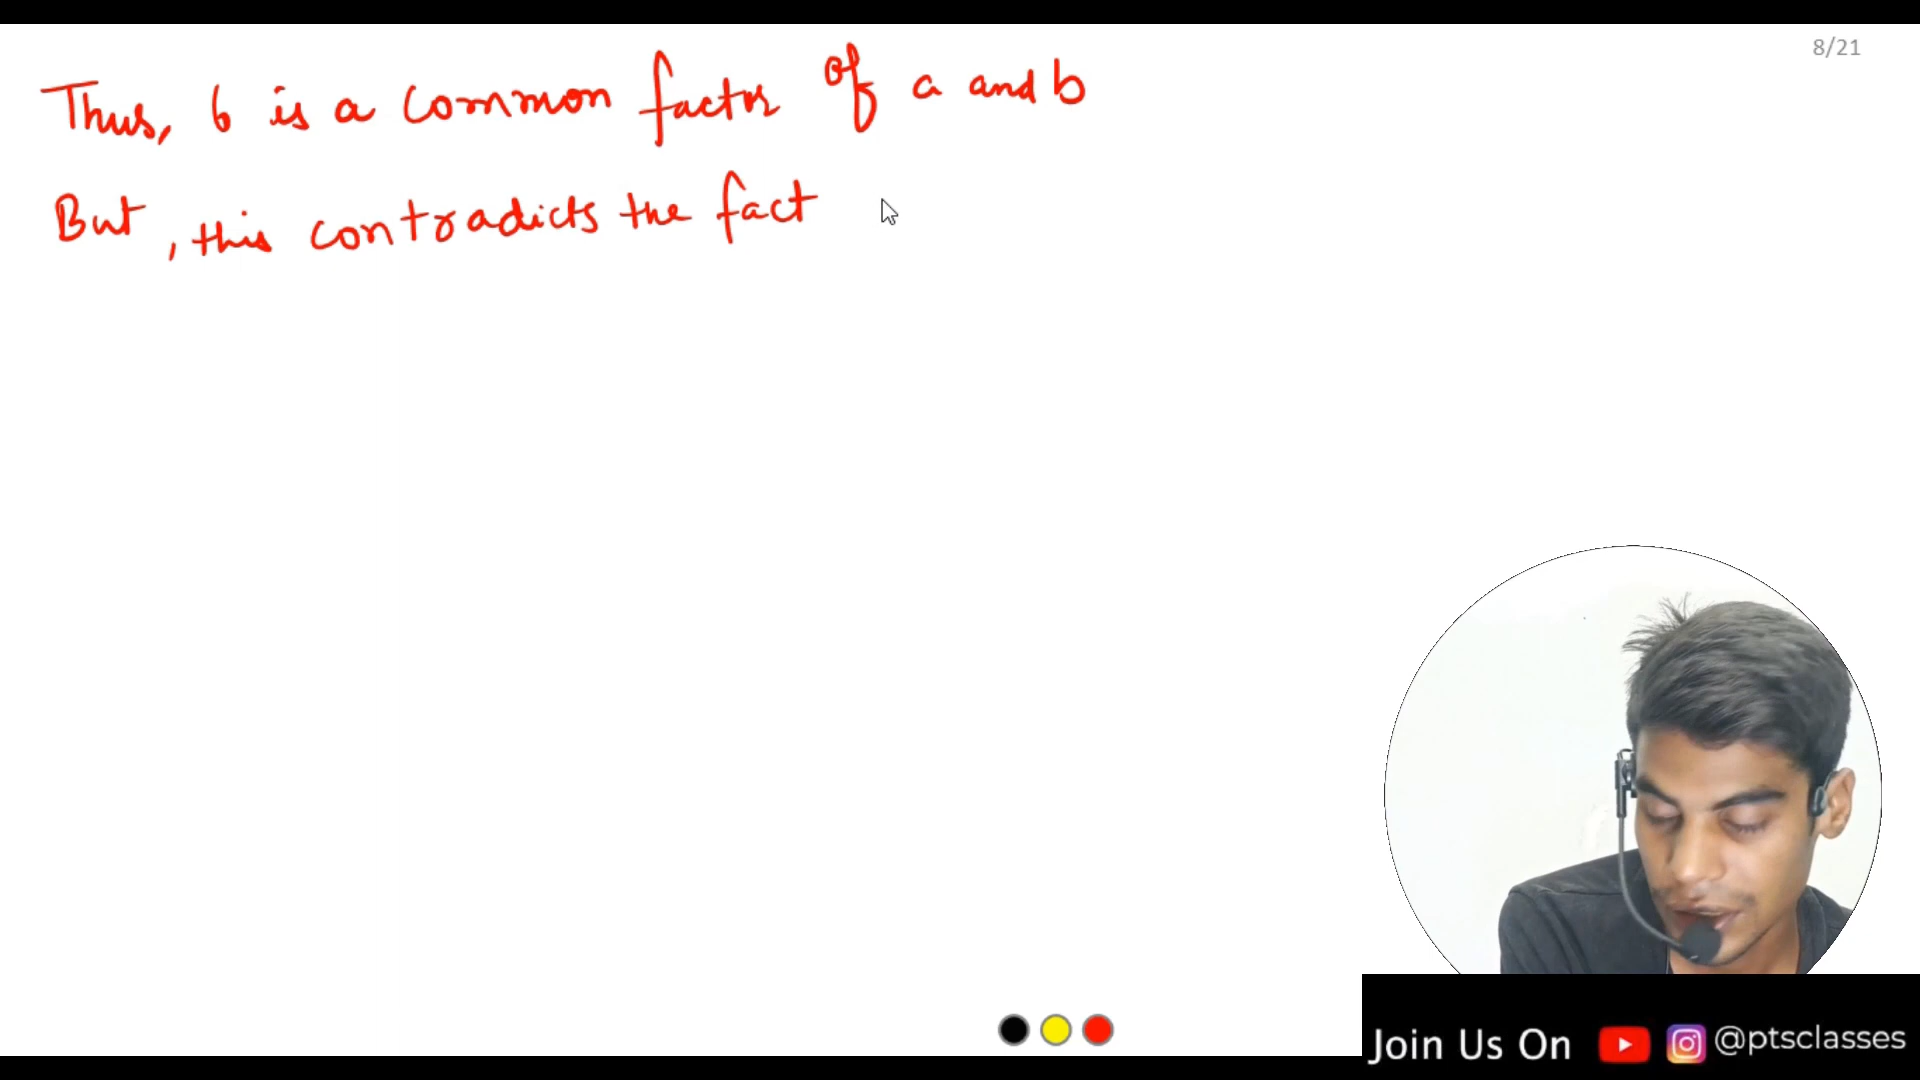 8/21
Thus, 6 is a common factor of a and b
But, this contradicts the fact
Join Us On @ptsclasses